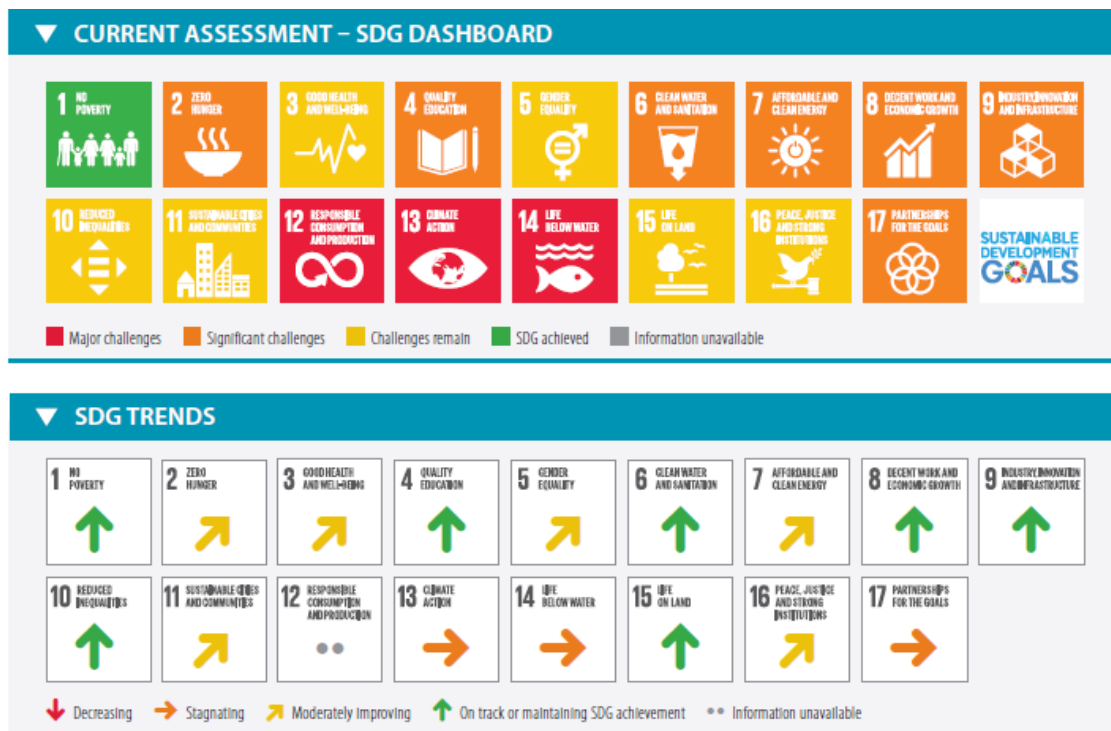 CURRENT ASSESSMENT – SDG DASHBOARD
1 NO POVERTY
2 ZERO HUNGER
3 GOOD HEALTH AND WELL-BEING
4 QUALITY EDUCATION
5 GENDER EQUALITY
6 CLEAN WATER AND SANITATION
7 AFFORDABLE AND CLEAN ENERGY
8 DECENT WORK AND ECONOMIC GROWTH
9 INDUSTRY, INNOVATION AND INFRASTRUCTURE
10 REDUCED INEQUALITIES
11 SUSTAINABLE CITIES AND COMMUNITIES
12 RESPONSIBLE CONSUMPTION AND PRODUCTION
13 CLIMATE ACTION
14 LIFE BELOW WATER
15 LIFE ON LAND
16 PEACE, JUSTICE AND STRONG INSTITUTIONS
17 PARTNERSHIPS FOR THE GOALS
SUSTAINABLE
DEVELOPMENT
GOALS
Major challenges Significant challenges Challenges remain SDG achieved Information unavailable
SDG TRENDS
1 NO POVERTY
2 ZERO HUNGER
3 GOOD HEALTH AND WELL-BEING
4 QUALITY EDUCATION
5 GENDER EQUALITY
6 CLEAN WATER AND SANITATION
7 AFFORDABLE AND CLEAN ENERGY
8 DECENT WORK AND ECONOMIC GROWTH
9 INDUSTRY, INNOVATION AND INFRASTRUCTURE
10 REDUCED INEQUALITIES
11 SUSTAINABLE CITIES AND COMMUNITIES
12 RESPONSIBLE CONSUMPTION AND PRODUCTION
13 CLIMATE ACTION
14 LIFE BELOW WATER
15 LIFE ON LAND
16 PEACE, JUSTICE AND STRONG INSTITUTIONS
17 PARTNERSHIPS FOR THE GOALS
Decreasing Stagnating Moderately improving On track or maintaining SDG achievement Information unavailable